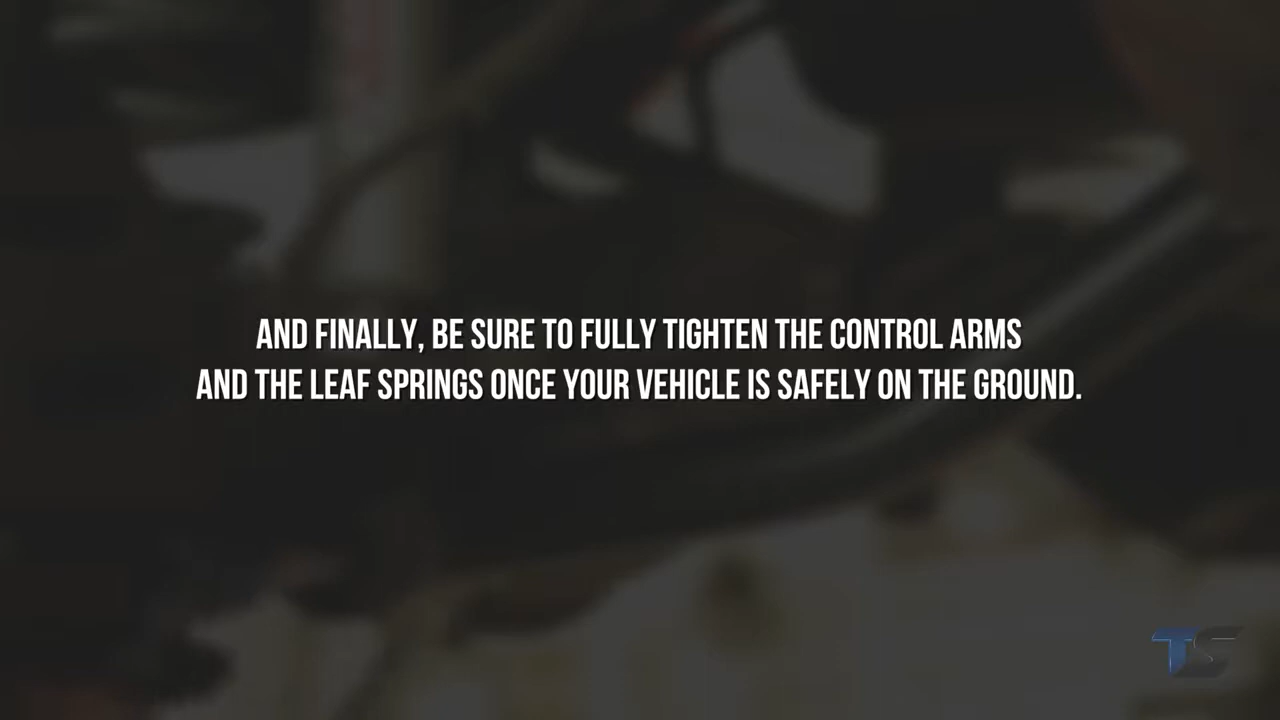 AND FINALLY, BE SURE TO FULLY TIGHTEN THE CONTROL ARMS
AND THE LEAF SPRINGS ONCE YOUR VEHICLE IS SAFELY ON THE GROUND.
TS